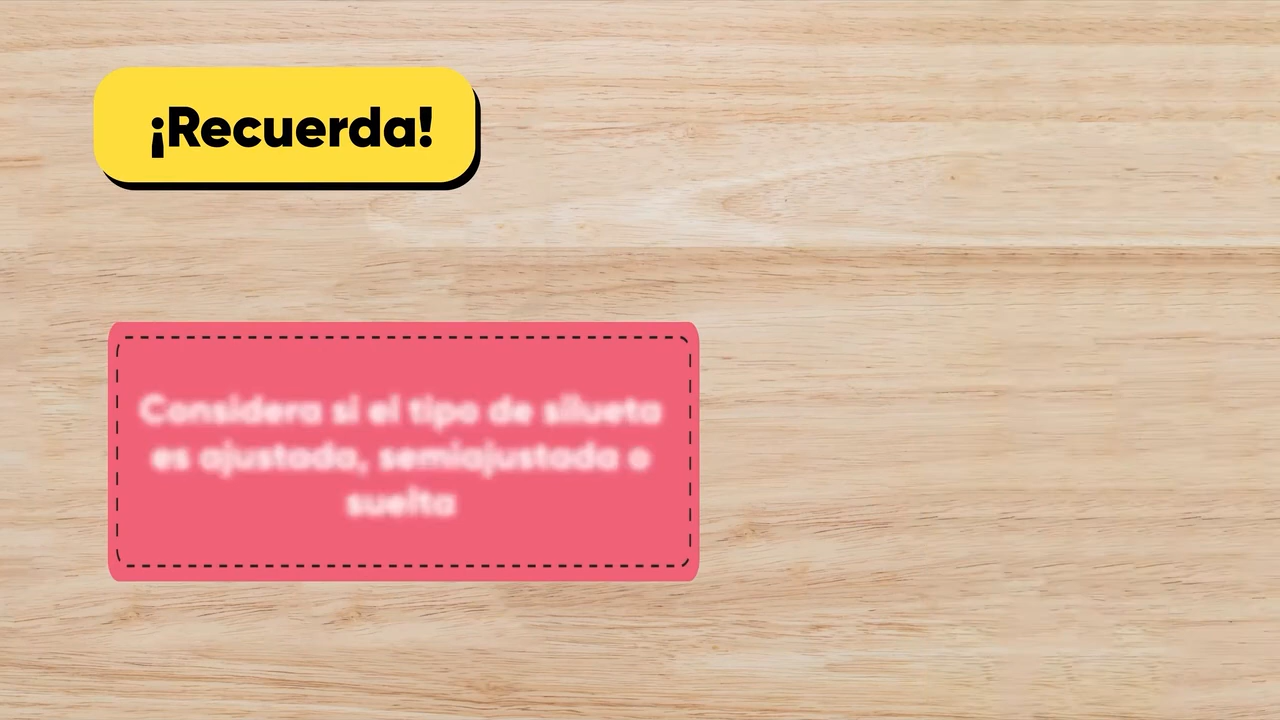 ¡Recuerda!
Considera si el tipo de silueta
es ajustada, semiajustada o
suelta